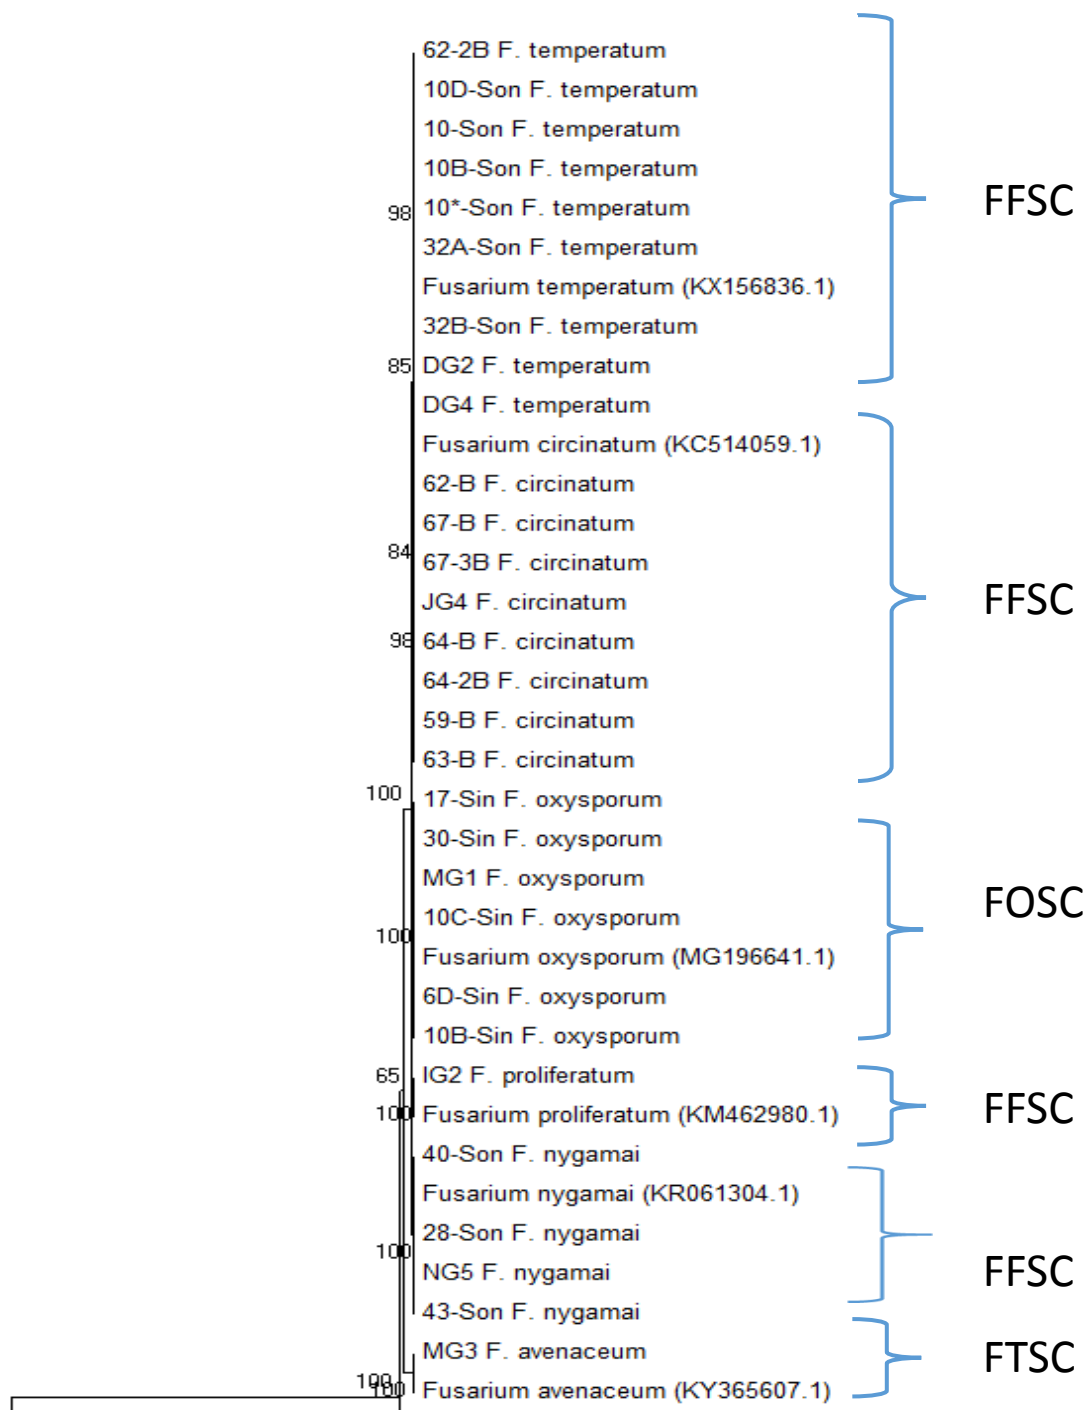 62-2B F. temperatum
10D-Son F. temperatum
10-Son F. temperatum
10B-Son F. temperatum
FFSC
98
10*-Son F. temperatum
32A-Son F. temperatum
Fusarium temperatum (KX156836.1)
32B-Son F. temperatum
85
DG2 F. temperatum
DG4 F. temperatum
Fusarium circinatum (KC514059.1)
62-B F. circinatum
67-B F. circinatum
84
67-3B F. circinatum
FFSC
JG4 F. circinatum
98
64-B F. circinatum
64-2B F. circinatum
59-B F. circinatum
63-B F. circinatum
100
17-Sin F. oxysporum
30-Sin F. oxysporum
MG1 F. oxysporum
FOSC
10C-Sin F. oxysporum
100
Fusarium oxysporum (MG196641.1)
6D-Sin F. oxysporum
10B-Sin F. oxysporum
65
IG2 F. proliferatum
FFSC
100
Fusarium proliferatum (KM462980.1)
40-Son F. nygamai
Fusarium nygamai (KR061304.1)
28-Son F. nygamai
100
NG5 F. nygamai
FFSC
43-Son F. nygamai
MG3 F. avenaceum
FTSC
100
100
Fusarium avenaceum (KY365607.1)